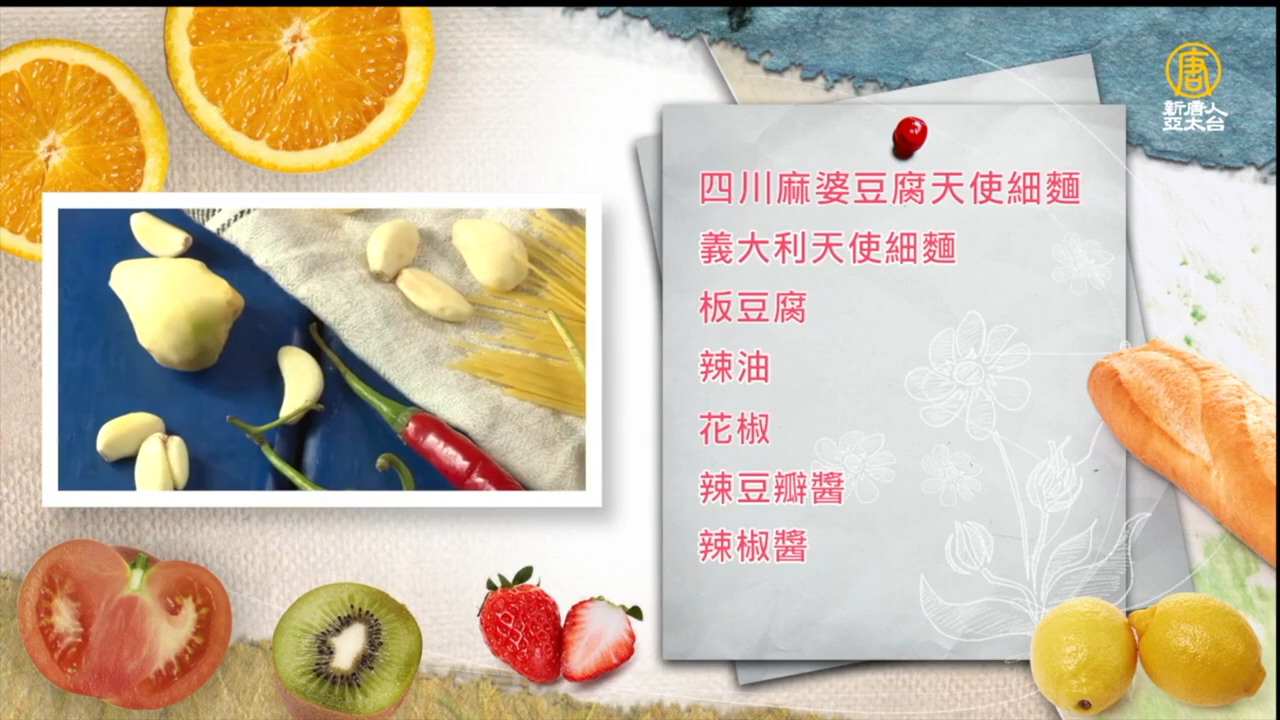 唐
新唐人
亞太台
四川麻婆豆腐天使細麵
義大利天使細麵
板豆腐
辣油
花椒
辣豆瓣醬
辣椒醬